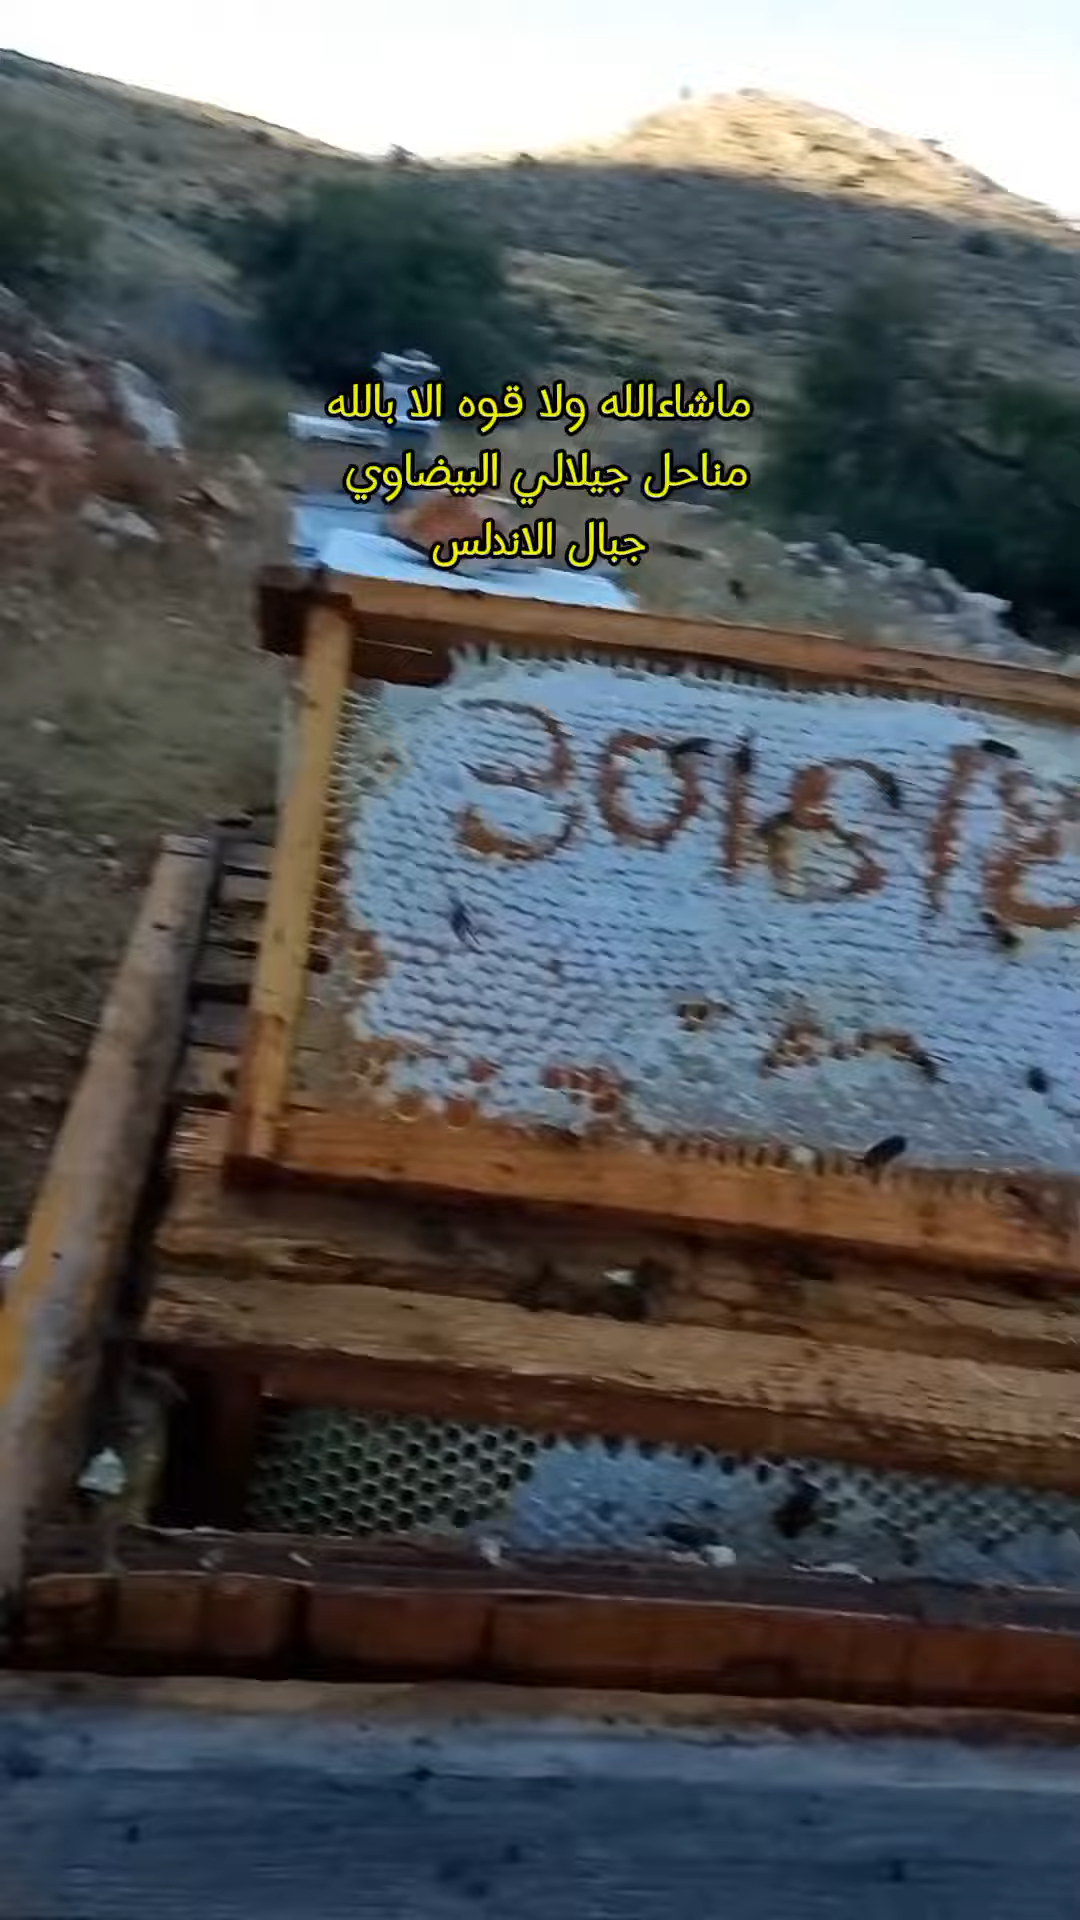 ماشاءالله ولا قوه الا بالله
مناحل جيلالي البيضاوي
جبال الاندلس